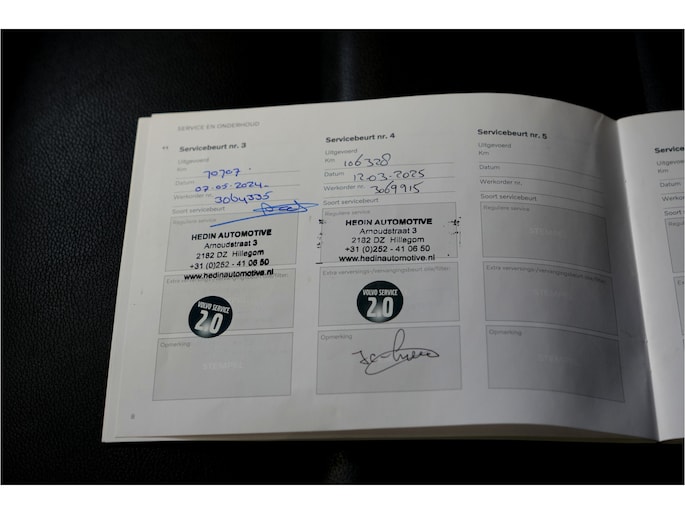 SERVICE EN ONDERHOUD
Servicebeurt nr. 3
Uitgevoerd
Km 70707
Datum 07-05-2024
Werkorder nr. 3064335
Soort servicebeurt
Reguliere service
HEDIN AUTOMOTIVE
Arnoudstraat 3
2182 DZ Hillegom
+31 (0)252 - 41 06 50
www.hedinautomotive.nl
VOLVO SERVICE
2.0
Opmerking
STEMPEL
8
Servicebeurt nr. 4
Uitgevoerd
Km 106328
Datum 12-03-2025
Werkorder nr. 3069915
Soort servicebeurt
HEDIN AUTOMOTIVE
Arnoudstraat 3
2182 DZ Hillegom
+31 (0)252 - 41 06 50
www.hedinautomotive.nl
VOLVO SERVICE
2.0
Opmerking
Servicebeurt nr. 5
Uitgevoerd
Km
Datum
Werkorder nr.
Soort servicebeurt
Reguliere service
Opmerking